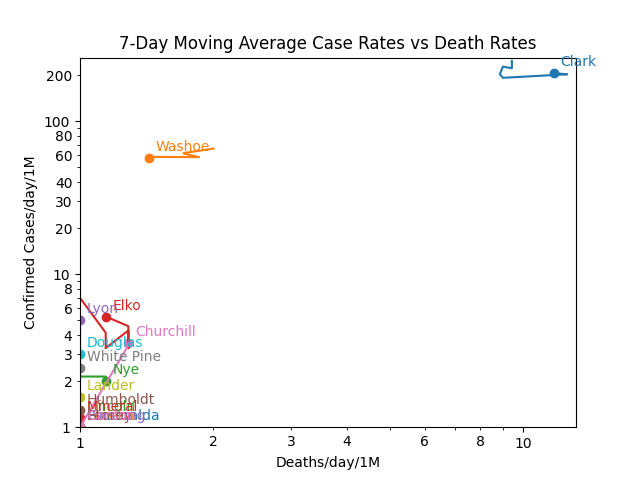 7-Day Moving Average Case Rates vs Death Rates
Clark
Washoe
Lyon
Elko
Churchill
Douglas
White Pine
Nye
Lander
Humboldt
Mineral
Confirmed Cases/day/1M
200
100
80
60
40
30
20
10
8
6
4
3
2
1
1
2
3
4
6
8
10
Deaths/day/1M